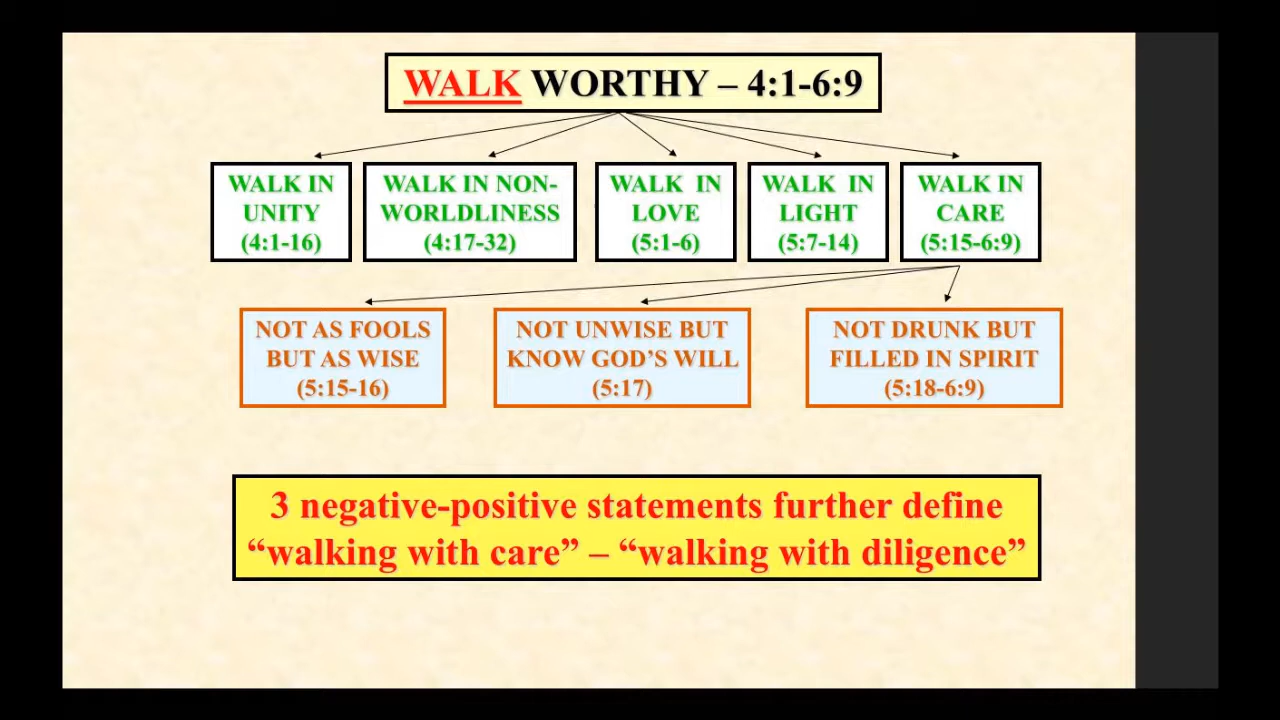 WALK WORTHY – 4:1-6:9
WALK IN
UNITY
(4:1-16)
WALK IN NON-
WORLDLINESS
(4:17-32)
WALK IN
LOVE
(5:1-6)
WALK IN
LIGHT
(5:7-14)
WALK IN
CARE
(5:15-6:9)
NOT AS FOOLS
BUT AS WISE
(5:15-16)
NOT UNWISE BUT
KNOW GOD’S WILL
(5:17)
NOT DRUNK BUT
FILLED IN SPIRIT
(5:18-6:9)
3 negative-positive statements further define
“walking with care” – “walking with diligence”